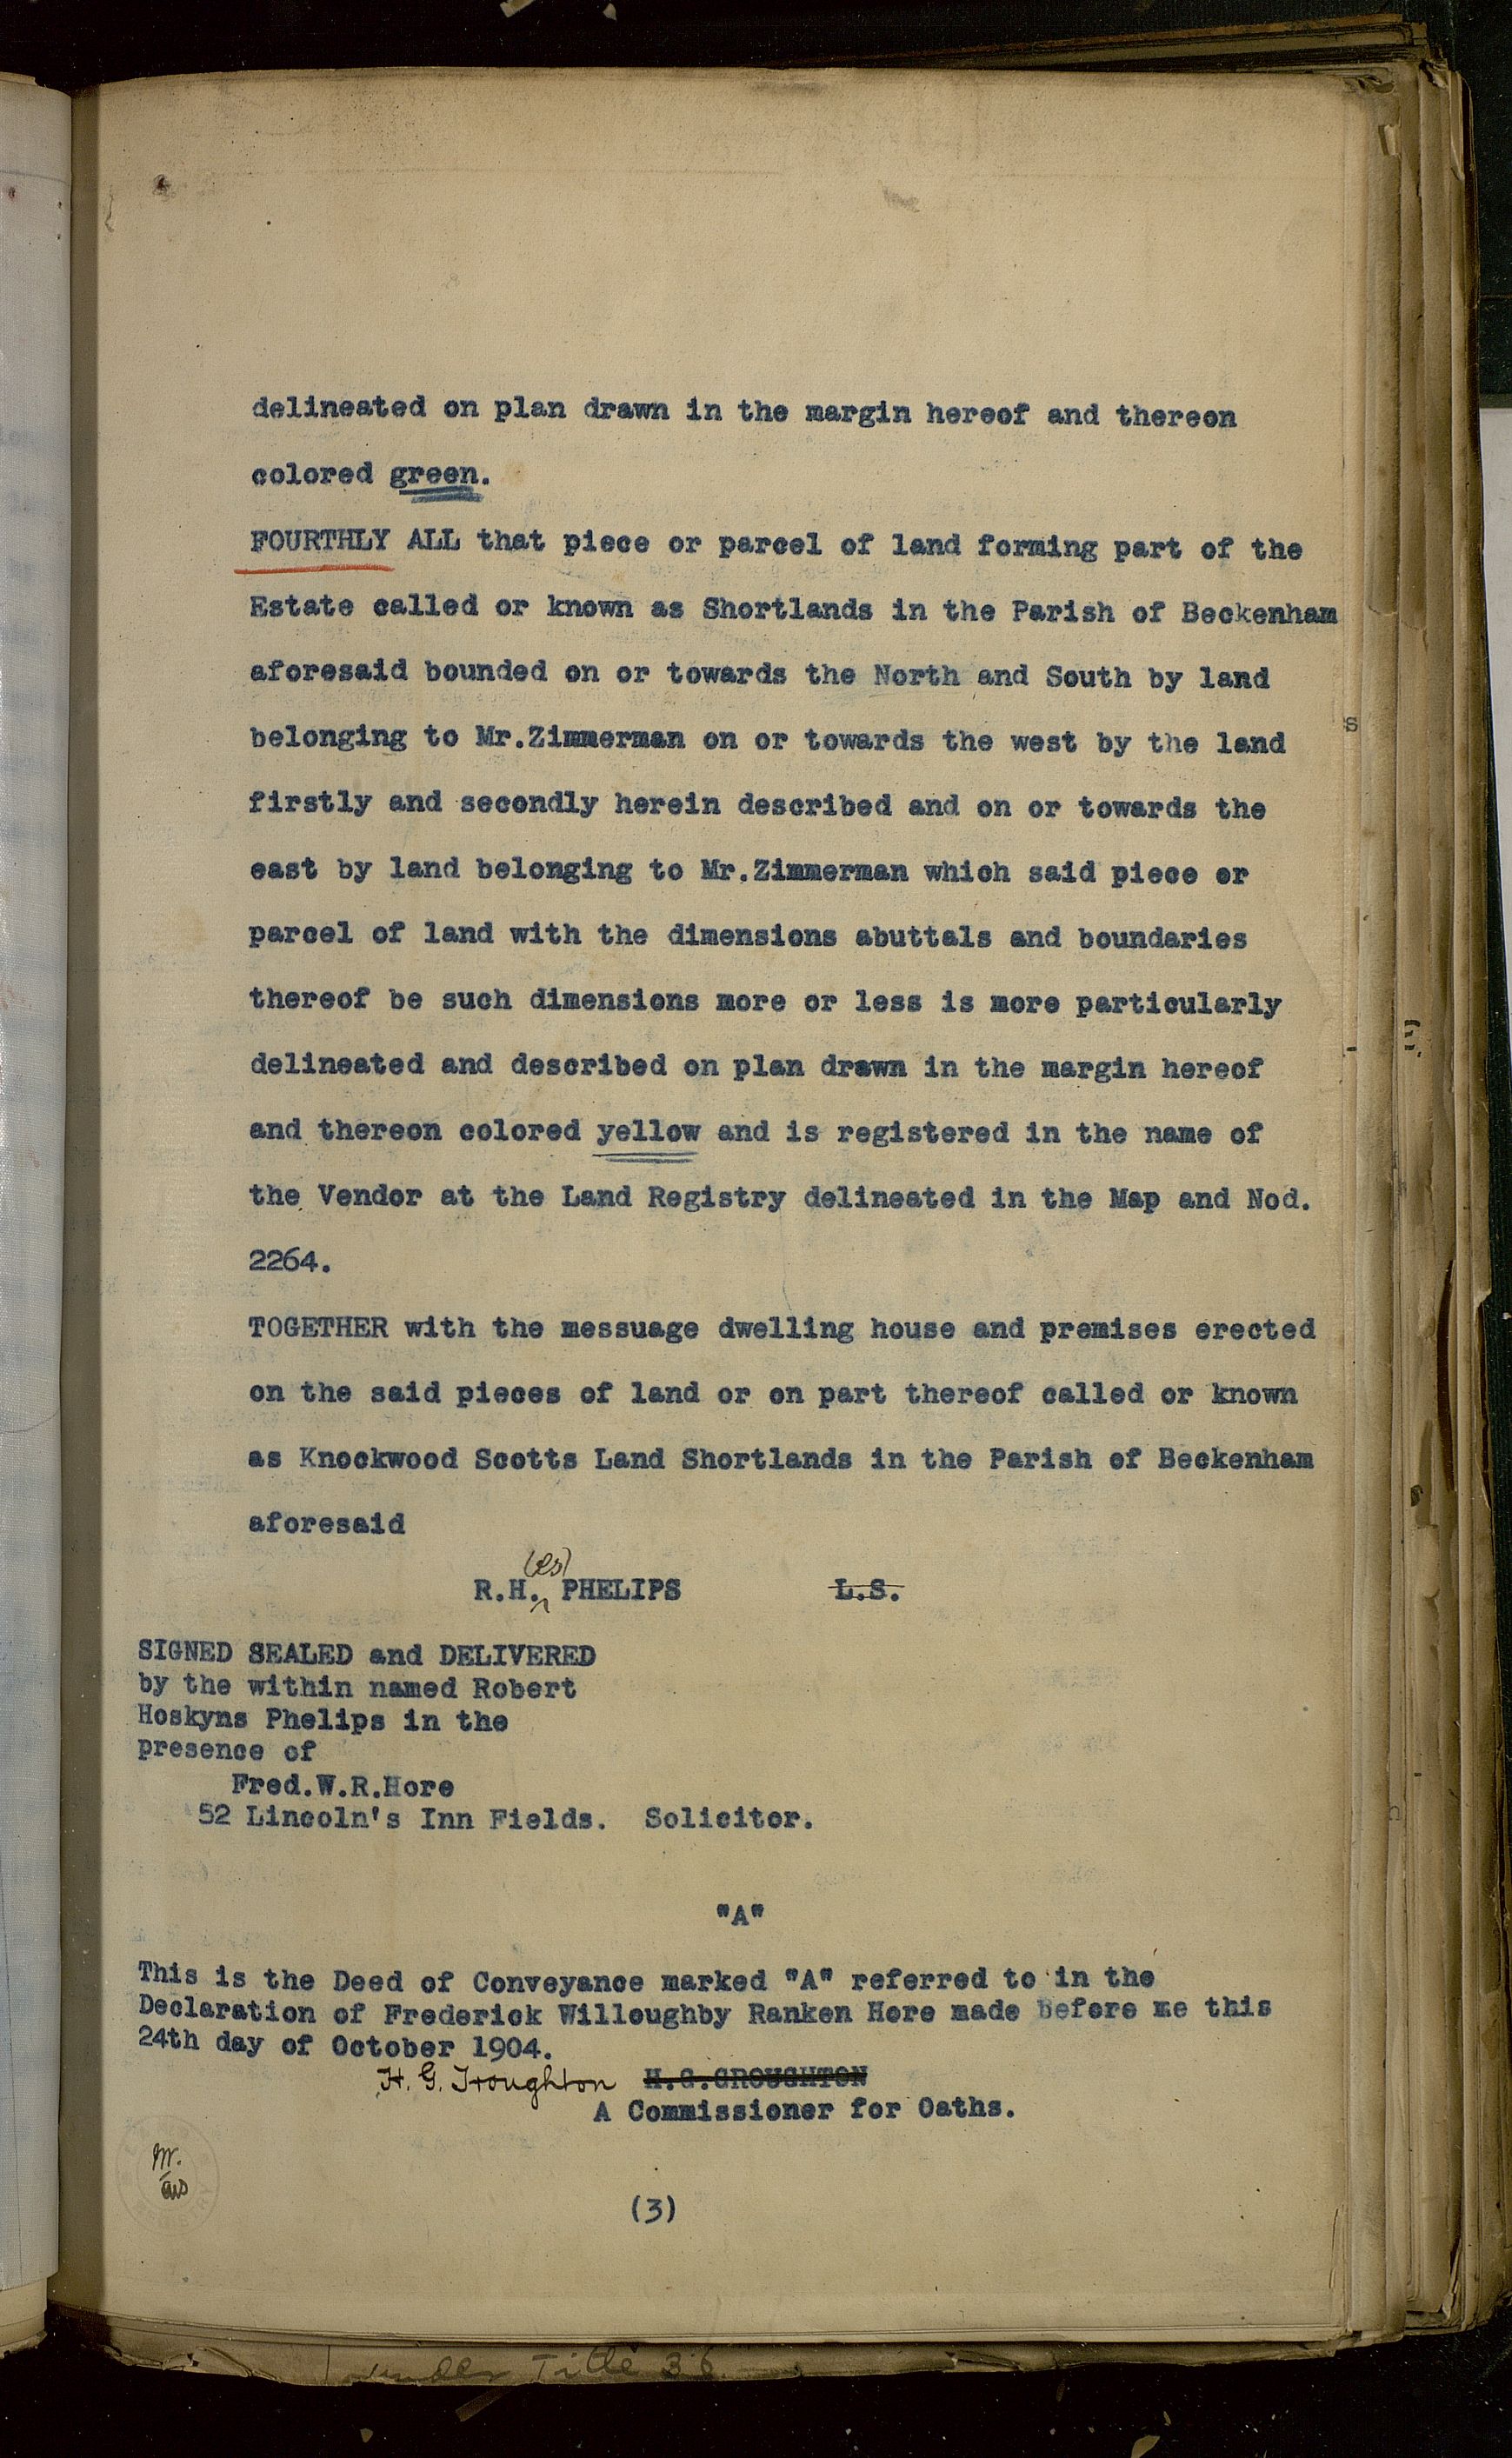 delineated on plan drawn in the margin hereof and thereon
colored green.
FOURTHLY ALL that piece or parcel of land forming part of the
Estate called or known as Shortlands in the Parish of Beckenham
aforesaid bounded on or towards the North and South by land
belonging to Mr.Zimmerman on or towards the west by the land
firstly and secondly herein described and on or towards the
east by land belonging to Mr.Zimmerman which said piece or
parcel of land with the dimensions abuttals and boundaries
thereof be such dimensions more or less is more particularly
delineated and described on plan drawn in the margin hereof
and thereon colored yellow and is registered in the name of
the Vendor at the Land Registry delineated in the Map and Nod.
2264.
TOGETHER with the messuage dwelling house and premises erected
on the said pieces of land or on part thereof called or known
as Knockwood Scotts Land Shortlands in the Parish of Beckenham
aforesaid
R.H. PHELIPS L.S.
SIGNED SEALED and DELIVERED
by the within named Robert
Hoskyns Phelips in the
presence of
Fred.W.R.Hore
52 Lincoln's Inn Fields. Solicitor.
"A"
This is the Deed of Conveyance marked "A" referred to in the
Declaration of Frederick Willoughby Ranken Hore made before me this
24th day of October 1904.
H. G. Troughton H.G.CROUGHTON
A Commissioner for Oaths.
(3)
under Title 36